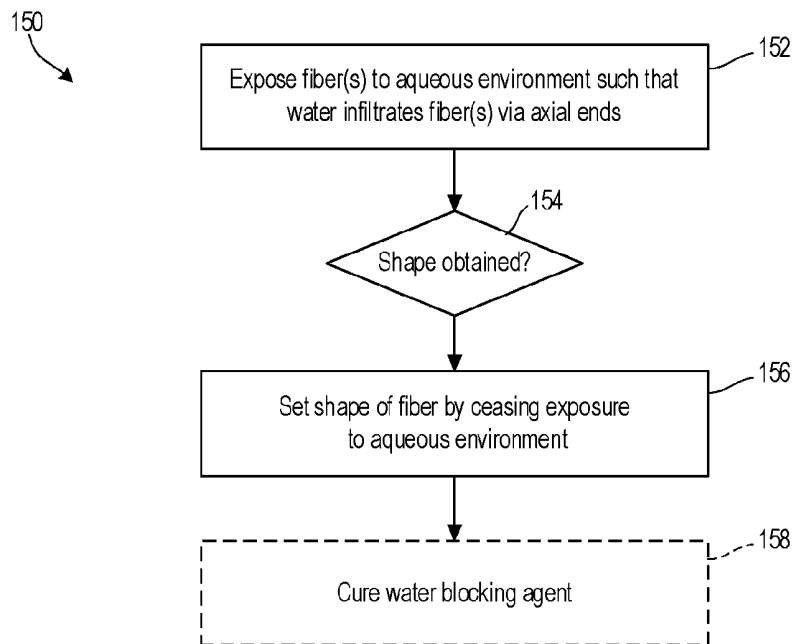 150
152
Expose fiber(s) to aqueous environment such that
water infiltrates fiber(s) via axial ends
154
Shape obtained?
156
Set shape of fiber by ceasing exposure
to aqueous environment
158
Cure water blocking agent